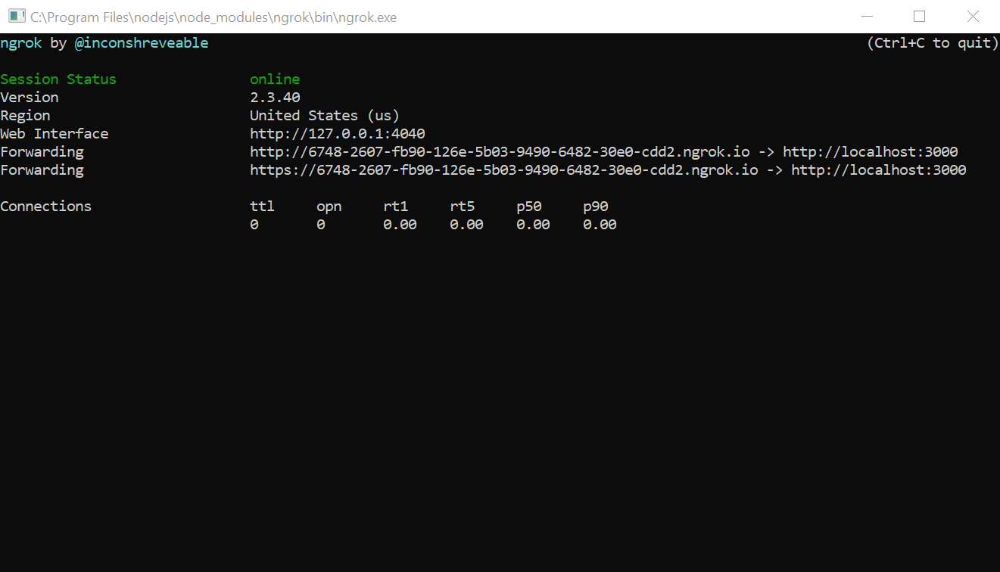 C:\Program Files\nodejs\node_modules\ngrok\bin\ngrok.exe
ngrok by @inconshreveable (Ctrl+C to quit)
Session Status online
Version 2.3.40
Region United States (us)
Web Interface http://127.0.0.1:4040
Forwarding http://6748-2607-fb90-126e-5b03-9490-6482-30e0-cdd2.ngrok.io -> http://localhost:3000
Forwarding https://6748-2607-fb90-126e-5b03-9490-6482-30e0-cdd2.ngrok.io -> http://localhost:3000
Connections ttl opn rt1 rt5 p50 p90
0 0 0.00 0.00 0.00 0.00